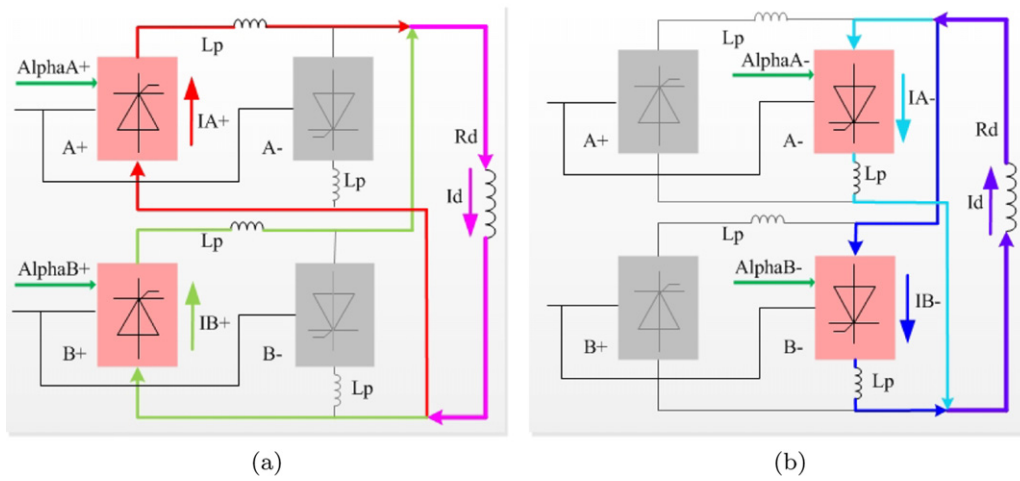 Lp
AlphaA+
IA+
A+
A-
Rd
Lp
Id
Lp
AlphaB+
IB+
B+
B-
Lp
(a)
Lp
AlphaA-
IA-
A+
A-
Rd
Lp
Id
Lp
AlphaB-
IB-
B+
B-
Lp
(b)